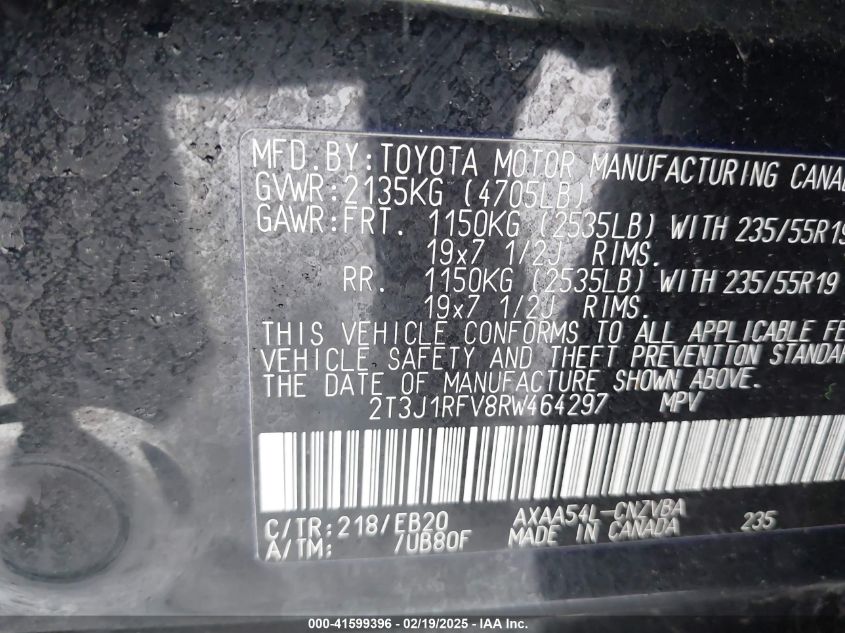 MFD.BY:TOYOTA MOTOR MANUFACTURING CANAD
GVWR:2135KG (4705LB)
GAWR:FRT. 1150KG (2535LB) WITH 235/55R19
19x7 1/2J RIMS.
RR. 1150KG (2535LB) WITH 235/55R19
19x7 1/2J RIMS.
THIS VEHICLE CONFORMS TO ALL APPLICABLE FE
VEHICLE SAFETY AND THEFT PREVENTION STANDAR
THE DATE OF MANUFACTURE SHOWN ABOVE.
2T3J1RFV8RW464297 MPV
C/TR:218/EB20 AXAA54L-CNZVBA 235
A/TM: /UB80F MADE IN CANADA
000-41599396 - 02/19/2025 - IAA Inc.